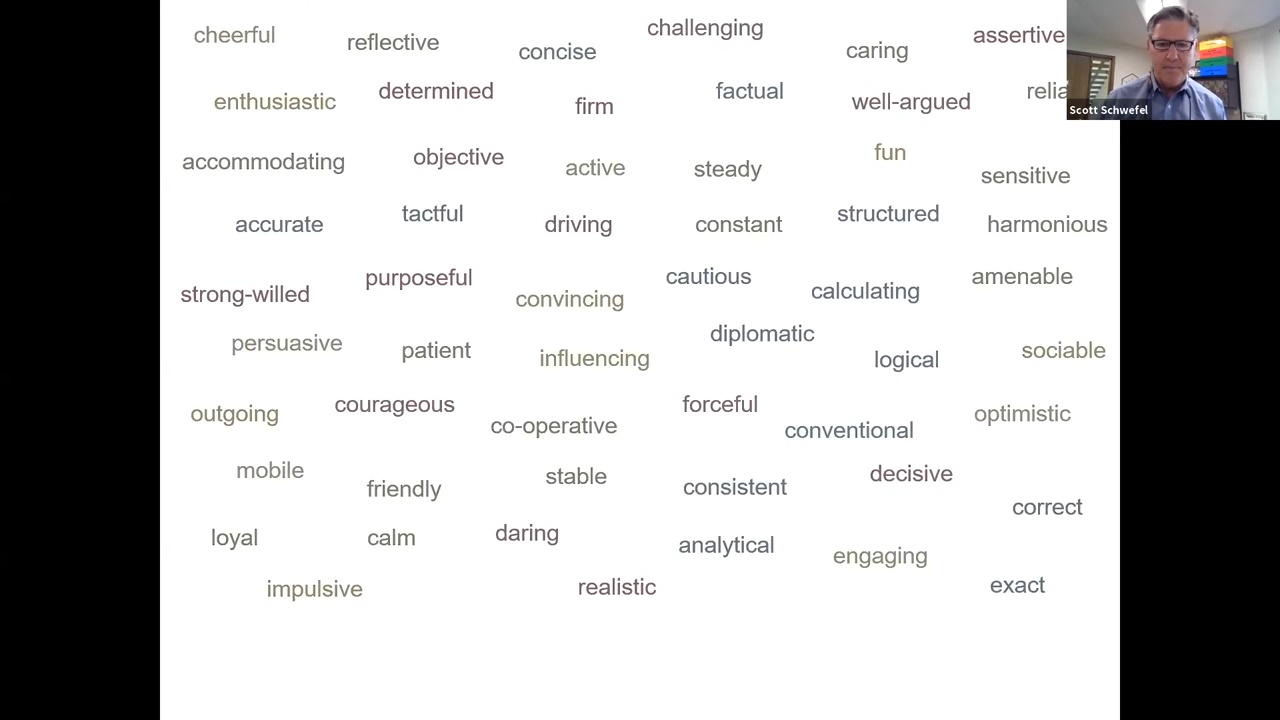 cheerful reflective concise challenging caring assertive
enthusiastic determined firm factual well-argued
Scott Schwefel
accommodating objective active steady fun sensitive
accurate tactful driving constant structured harmonious
strong-willed purposeful convincing cautious calculating amenable
persuasive patient influencing diplomatic logical sociable
outgoing courageous co-operative forceful conventional optimistic
mobile friendly stable consistent decisive correct
loyal calm daring analytical engaging
impulsive realistic exact